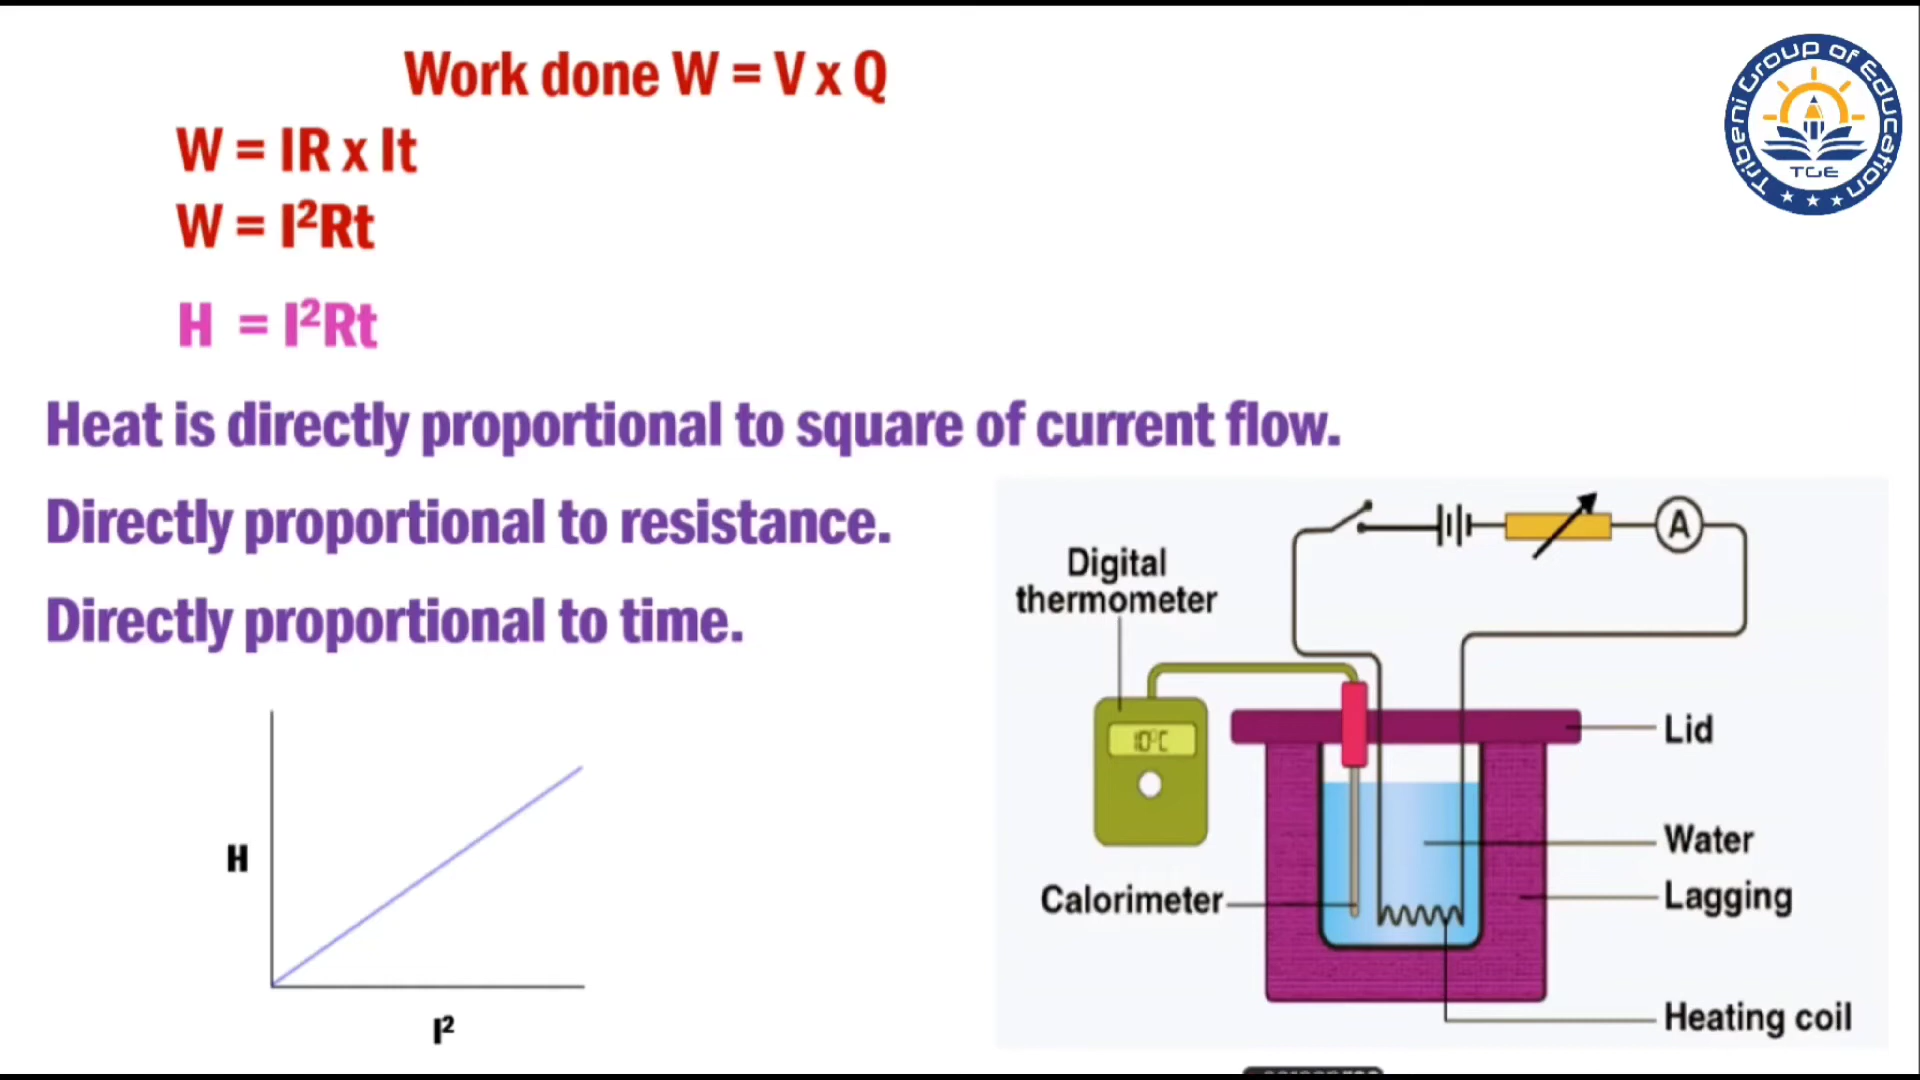 Work done W = V x Q
W = IR x It
W = I²Rt
H = I²Rt
Heat is directly proportional to square of current flow.
Directly proportional to resistance.
Directly proportional to time.
H
I²
Digital
thermometer
10°C
A
Lid
Water
Calorimeter
Lagging
Heating coil
Tribeni Group of Education
TGE